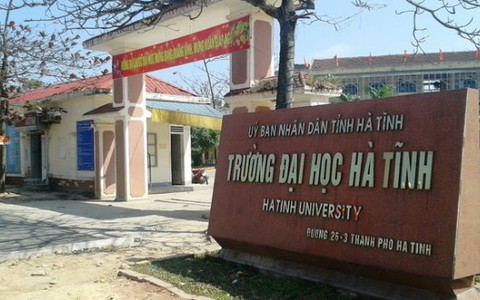 ỦY BAN NHÂN DÂN TỈNH HÀ TĨNH
TRƯỜNG ĐẠI HỌC HÀ TĨNH
HATINH UNIVERSITY
ĐƯỜNG 26-3 THÀNH PHỐ HÀ TĨNH